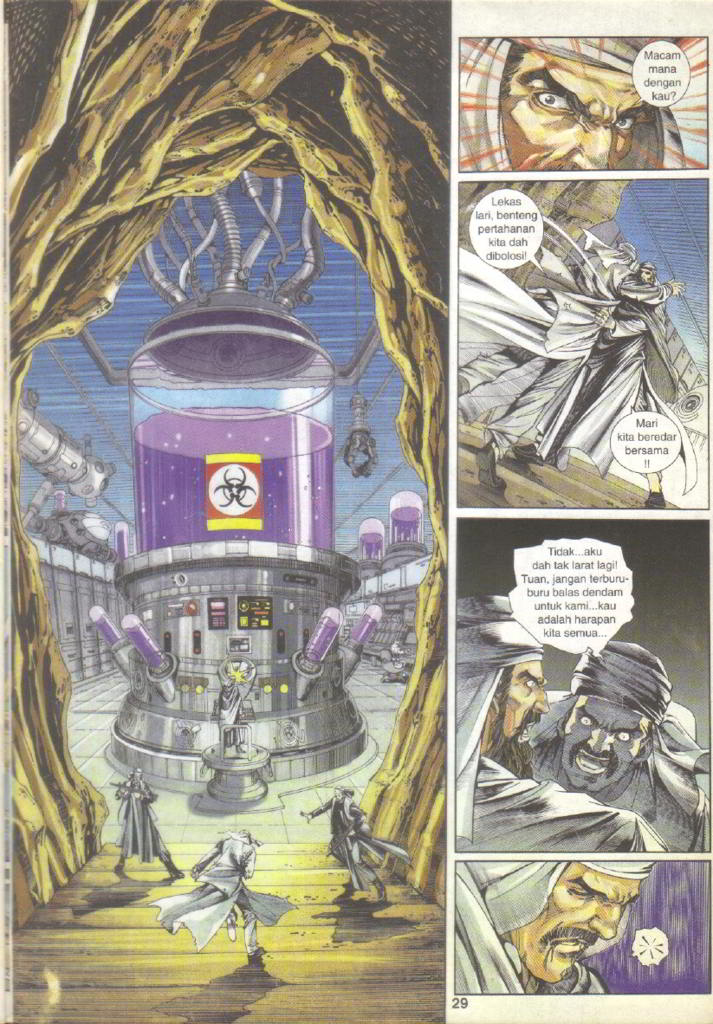 Macam
mana
dengan
kau?
Lekas
lari, benteng
pertahanan
kita dah
dibolosi!
Mari
kita beredar
bersama
!!
Tidak...aku
dah tak larat lagi!
Tuan, jangan terburu-
buru balas dendam
untuk kami...kau
adalah harapan
kita semua...
29